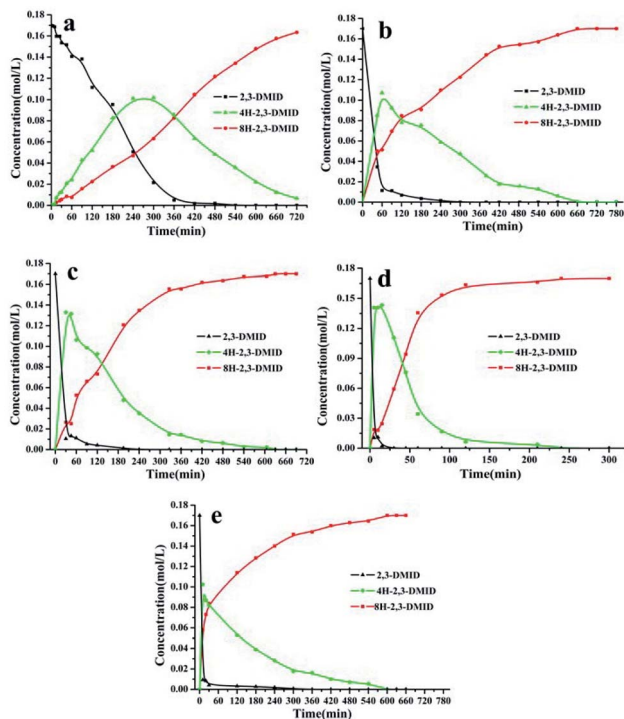 a
Concentration(mol/L)
0.18
0.16
0.14
0.12
0.10
0.08
0.06
0.04
0.02
0.00
2,3-DMID
4H-2,3-DMID
8H-2,3-DMID
0 60 120 180 240 300 360 420 480 540 600 660 720
Time(min)
b
Concentration(mol/L)
0.18
0.16
0.14
0.12
0.10
0.08
0.06
0.04
0.02
0.00
2,3-DMID
4H-2,3-DMID
8H-2,3-DMID
0 60 120 180 240 300 360 420 480 540 600 660 720 780
Time(min)
c
Concentration(mol/L)
0.18
0.16
0.14
0.12
0.10
0.08
0.06
0.04
0.02
0.00
2,3-DMID
4H-2,3-DMID
8H-2,3-DMID
0 60 120 180 240 300 360 420 480 540 600 660 720
Time(min)
d
Concentration(mol/L)
0.18
0.15
0.12
0.09
0.06
0.03
0.00
2,3-DMID
4H-2,3-DMID
8H-2,3-DMID
0 50 100 150 200 250 300
Time(min)
e
Concentration(mol/L)
0.18
0.16
0.14
0.12
0.10
0.08
0.06
0.04
0.02
0.00
2,3-DMID
4H-2,3-DMID
8H-2,3-DMID
0 60 120 180 240 300 360 420 480 540 600 660 720 780
Time(min)